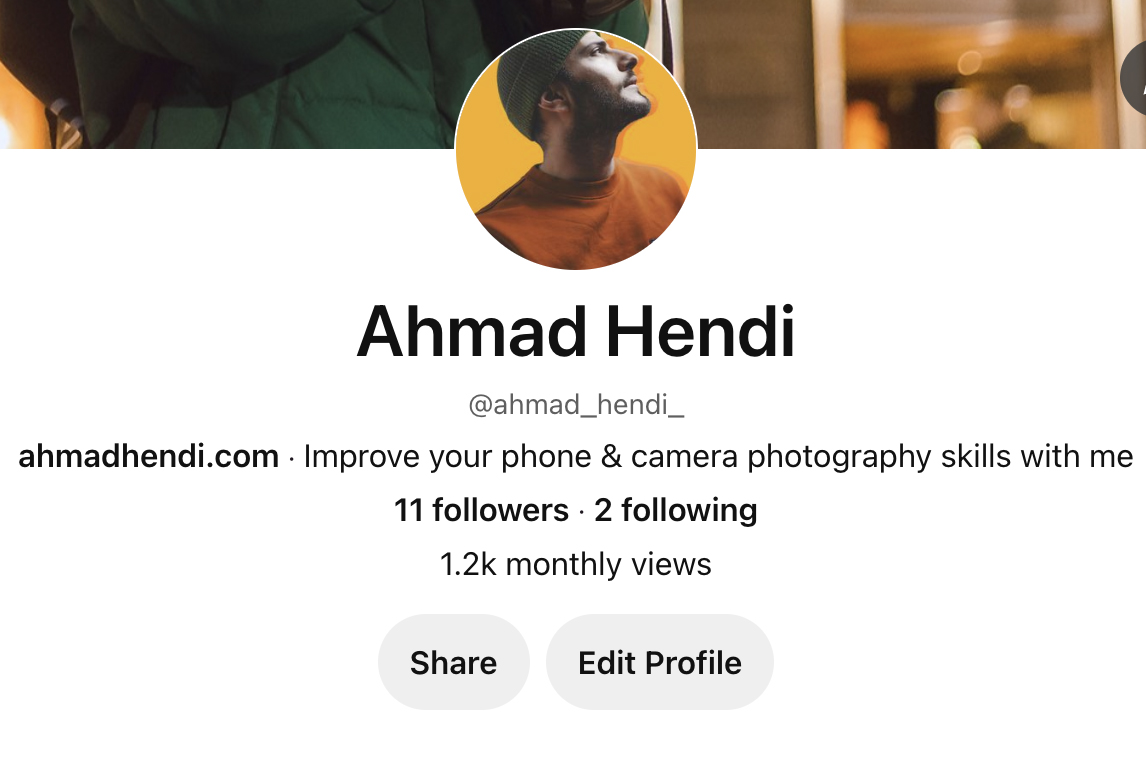 Ahmad Hendi
@ahmad_hendi_
ahmadhendi.com · Improve your phone & camera photography skills with me
11 followers · 2 following
1.2k monthly views
Share Edit Profile